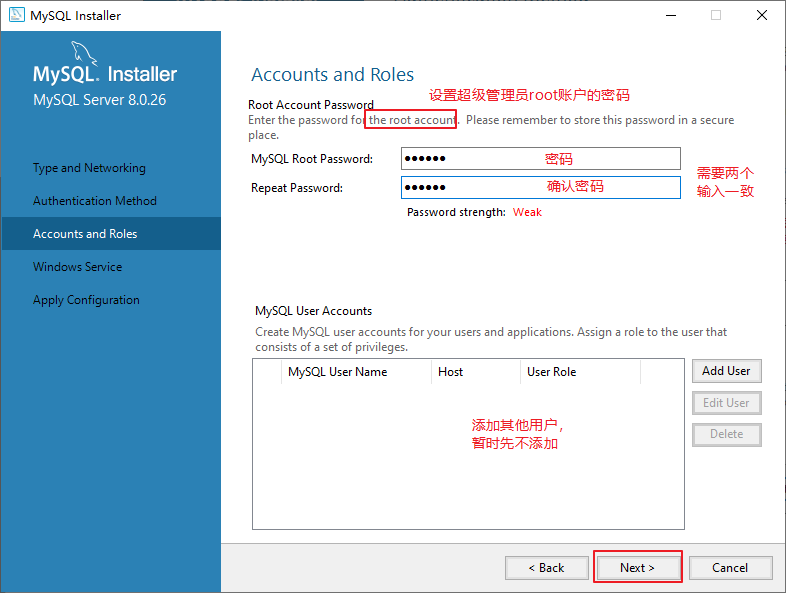 MySQL Installer
MySQL. Installer
MySQL Server 8.0.26
Type and Networking
Authentication Method
Accounts and Roles
Windows Service
Apply Configuration
Accounts and Roles
设置超级管理员root账户的密码
Root Account Password
Enter the password for the root account. Please remember to store this password in a secure
place.
MySQL Root Password:
●●●●●●
密码
Repeat Password:
●●●●●●
确认密码
需要两个
输入一致
Password strength: Weak
MySQL User Accounts
Create MySQL user accounts for your users and applications. Assign a role to the user that
consists of a set of privileges.
MySQL User Name Host User Role
添加其他用户，
暂时先不添加
Add User
Edit User
Delete
< Back Next > Cancel